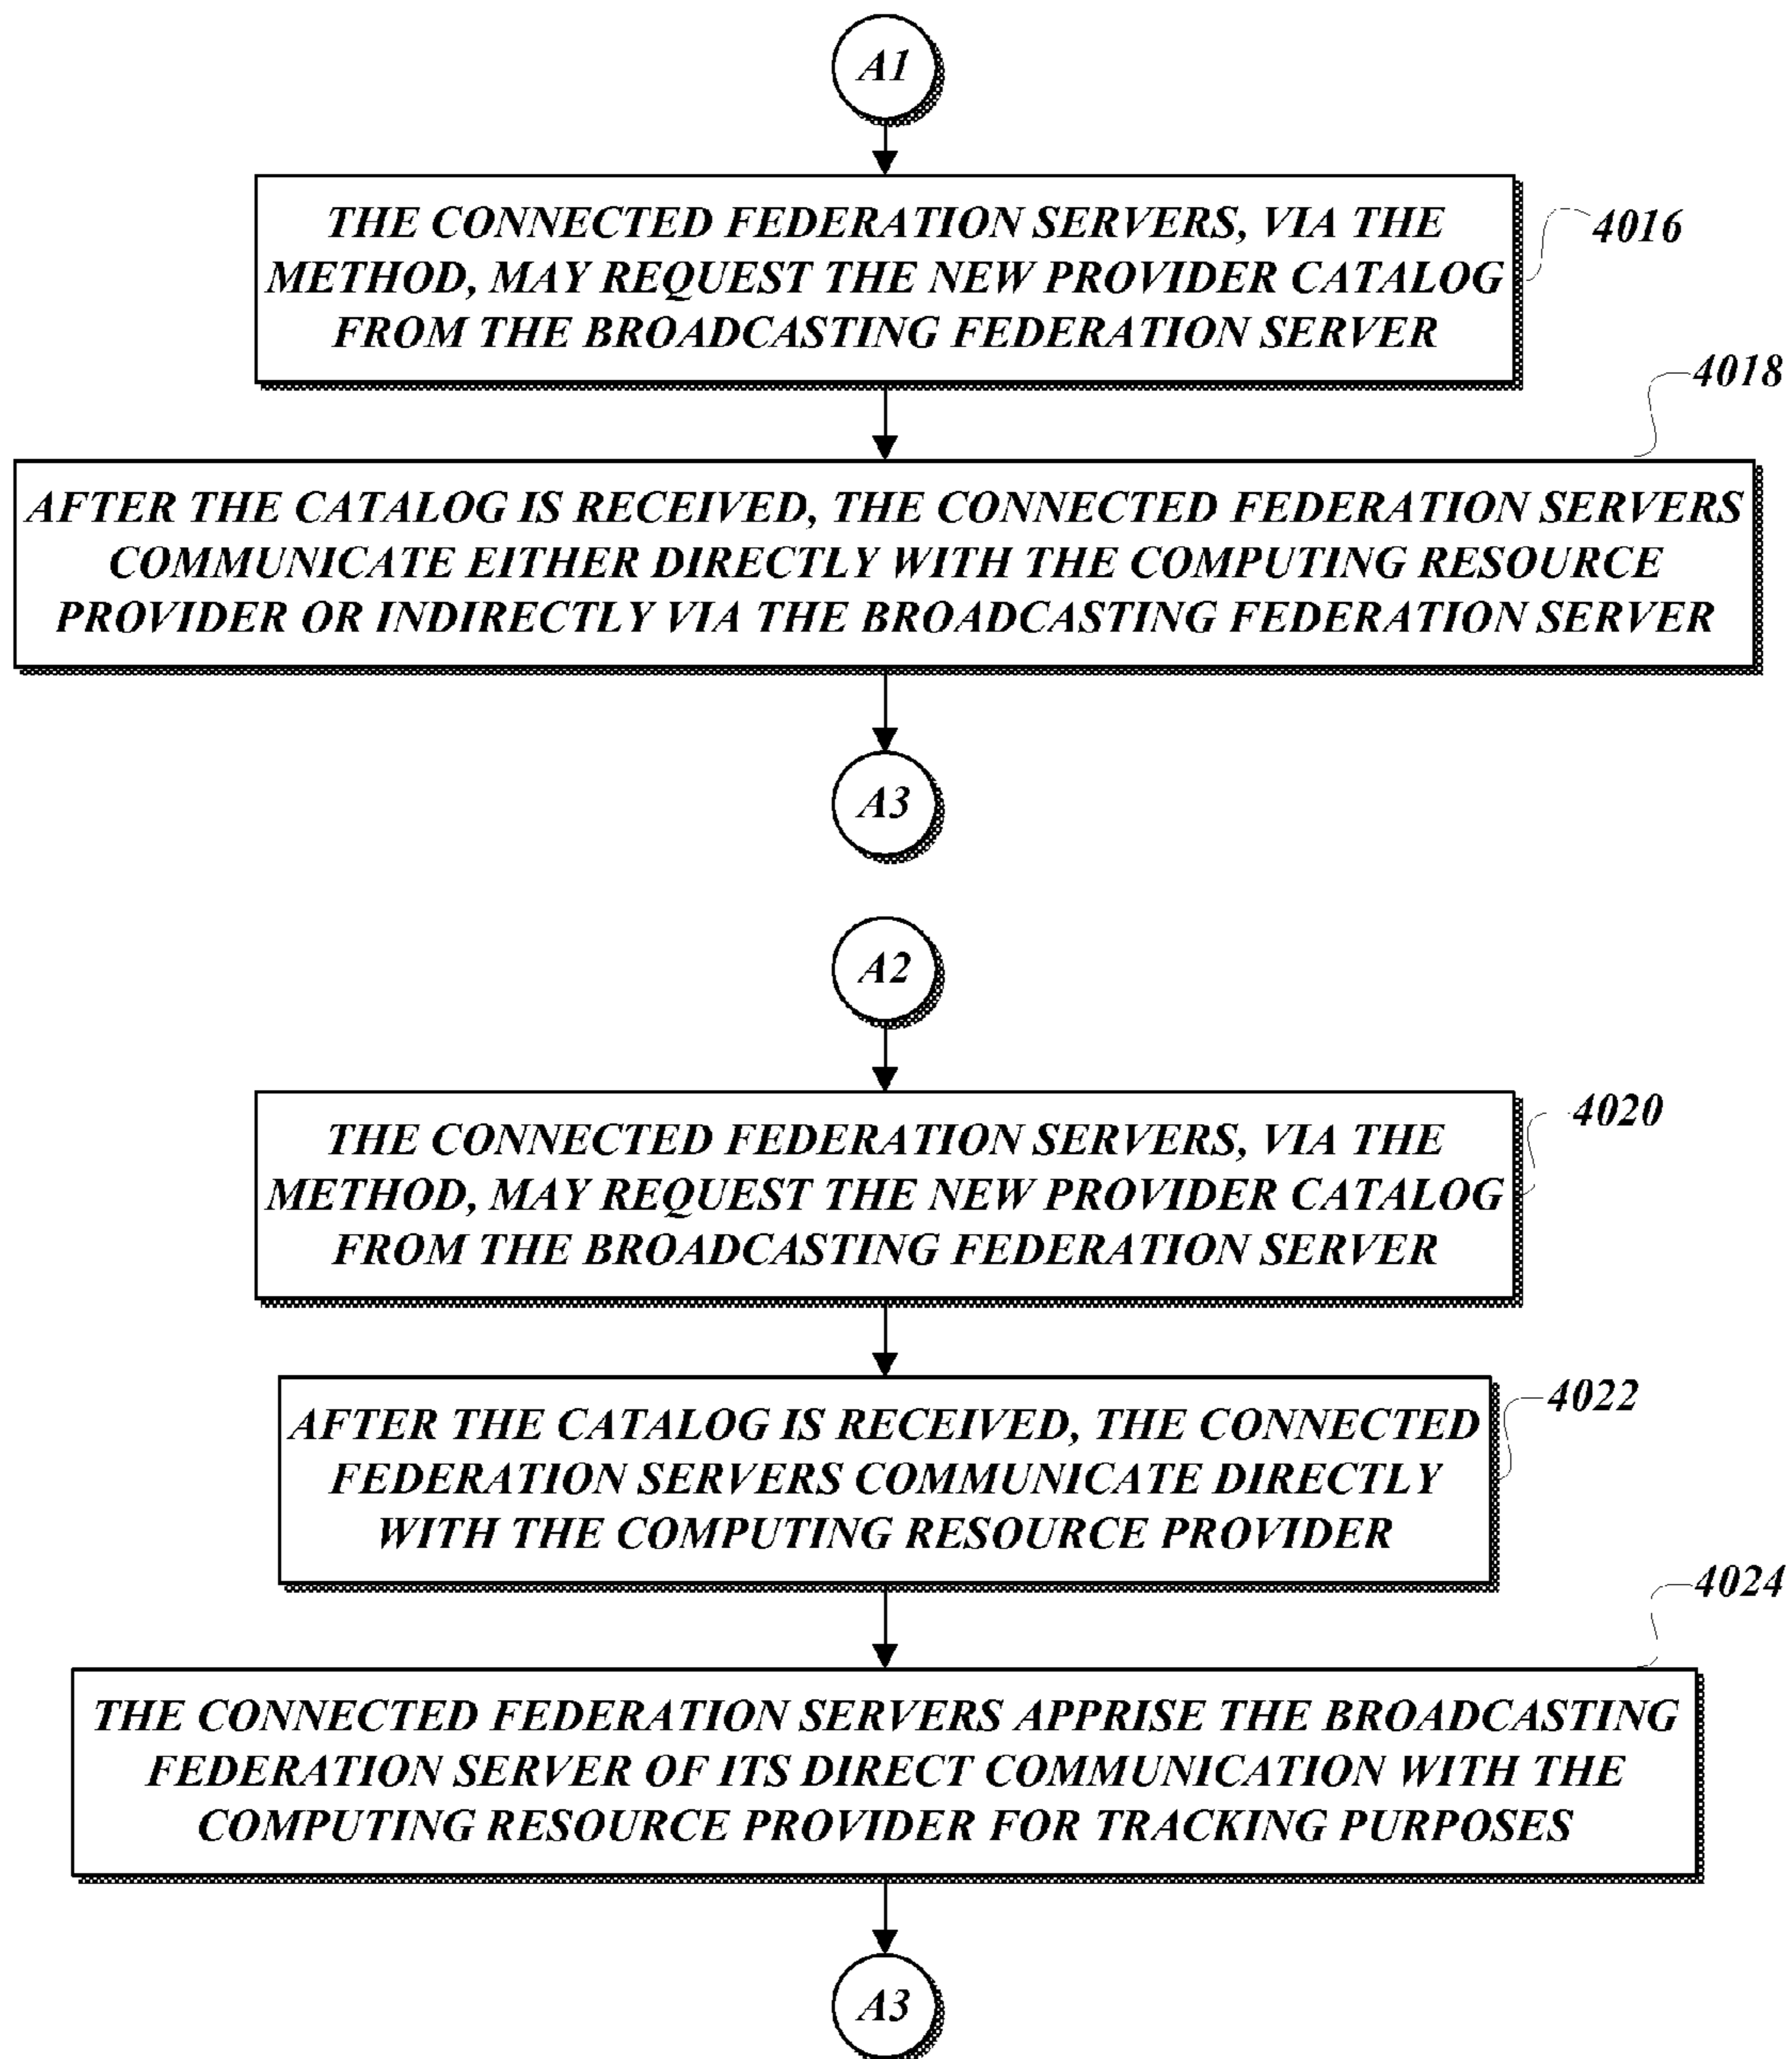 A1
THE CONNECTED FEDERATION SERVERS, VIA THE
METHOD, MAY REQUEST THE NEW PROVIDER CATALOG
FROM THE BROADCASTING FEDERATION SERVER
4016
4018
AFTER THE CATALOG IS RECEIVED, THE CONNECTED FEDERATION SERVERS
COMMUNICATE EITHER DIRECTLY WITH THE COMPUTING RESOURCE
PROVIDER OR INDIRECTLY VIA THE BROADCASTING FEDERATION SERVER
A3
A2
THE CONNECTED FEDERATION SERVERS, VIA THE
METHOD, MAY REQUEST THE NEW PROVIDER CATALOG
FROM THE BROADCASTING FEDERATION SERVER
4020
AFTER THE CATALOG IS RECEIVED, THE CONNECTED
FEDERATION SERVERS COMMUNICATE DIRECTLY
WITH THE COMPUTING RESOURCE PROVIDER
4022
4024
THE CONNECTED FEDERATION SERVERS APPRISE THE BROADCASTING
FEDERATION SERVER OF ITS DIRECT COMMUNICATION WITH THE
COMPUTING RESOURCE PROVIDER FOR TRACKING PURPOSES
A3